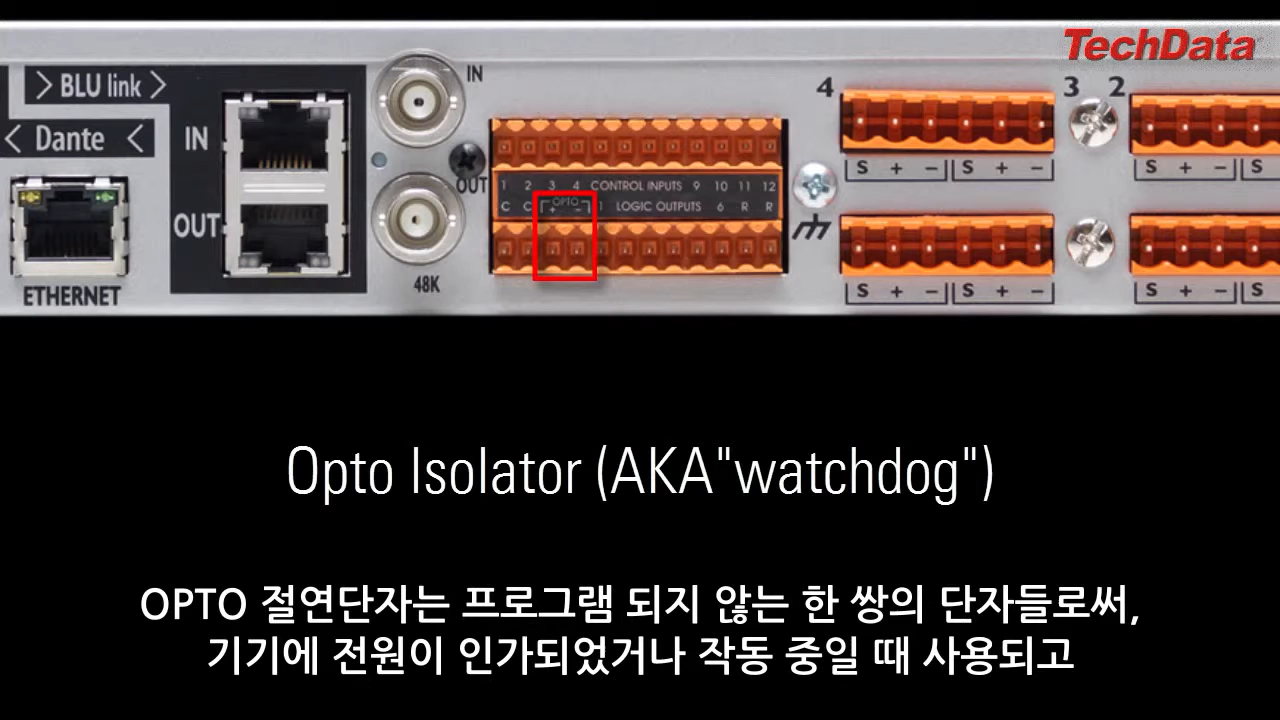 TechData
BLU link
Dante
IN
OUT
ETHERNET
IN
OUT
48K
1 2 3 4 CONTROL INPUTS 9 10 11 12
C C OPTO 1 LOGIC OUTPUTS 6 R R
+ −
4
3 2
S + − S + −
S + − S
S + − S + −
S + − S
Opto Isolator (AKA"watchdog")
OPTO 절연단자는 프로그램 되지 않는 한 쌍의 단자들로써,
기기에 전원이 인가되었거나 작동 중일 때 사용되고